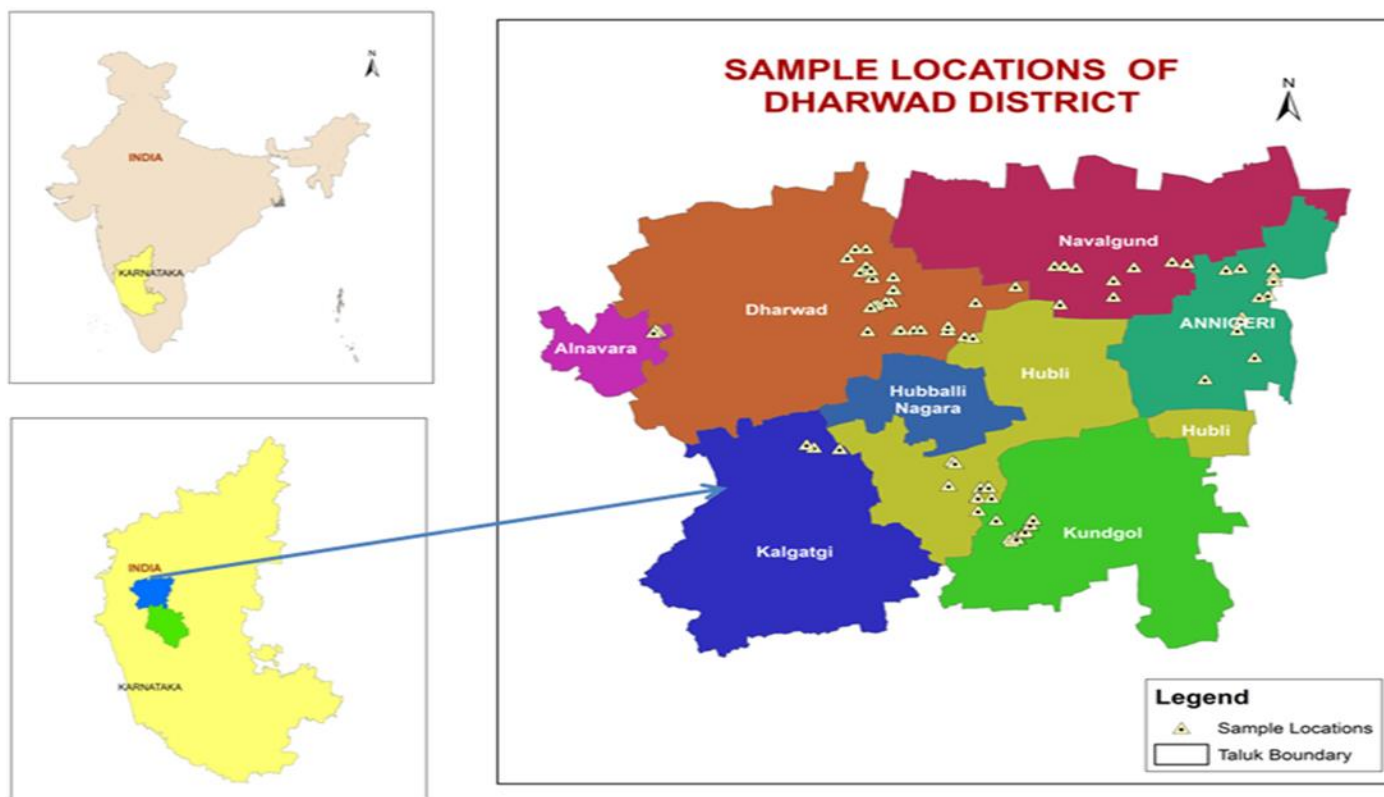 N
INDIA
KARNATAKA
INDIA
KARNATAKA
SAMPLE LOCATIONS OF
DHARWAD DISTRICT
N
Navalgund
Dharwad
ANNIGERI
Alnavara
Hubli
Hubballi
Nagara
Hubli
Kundgol
Kalgatgi
Legend
Sample Locations
Taluk Boundary